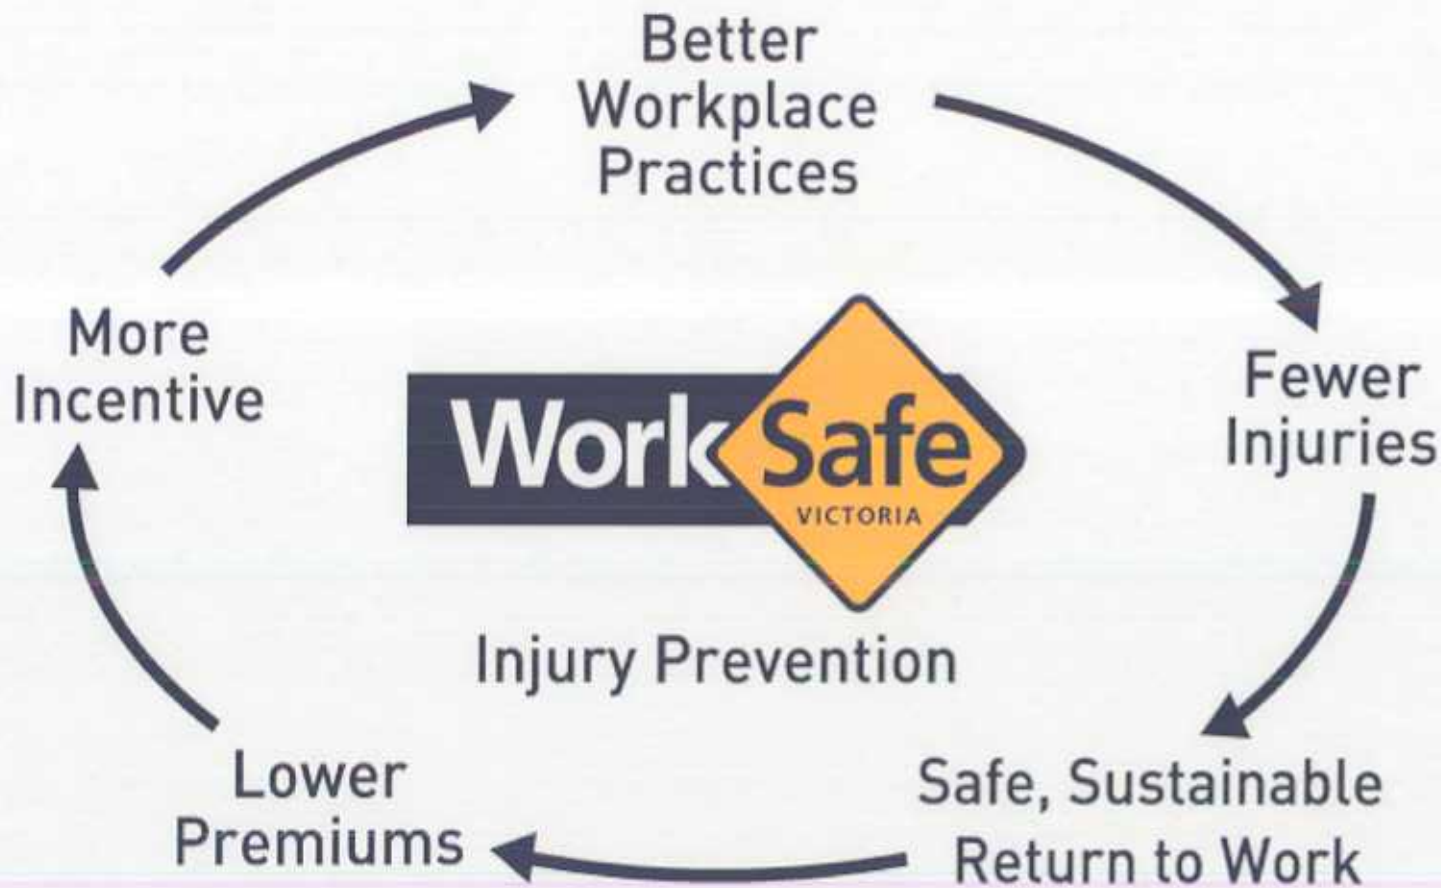 Better
Workplace
Practices
Fewer
Injuries
Safe, Sustainable
Return to Work
Lower
Premiums
More
Incentive
WorkSafe
VICTORIA
Injury Prevention